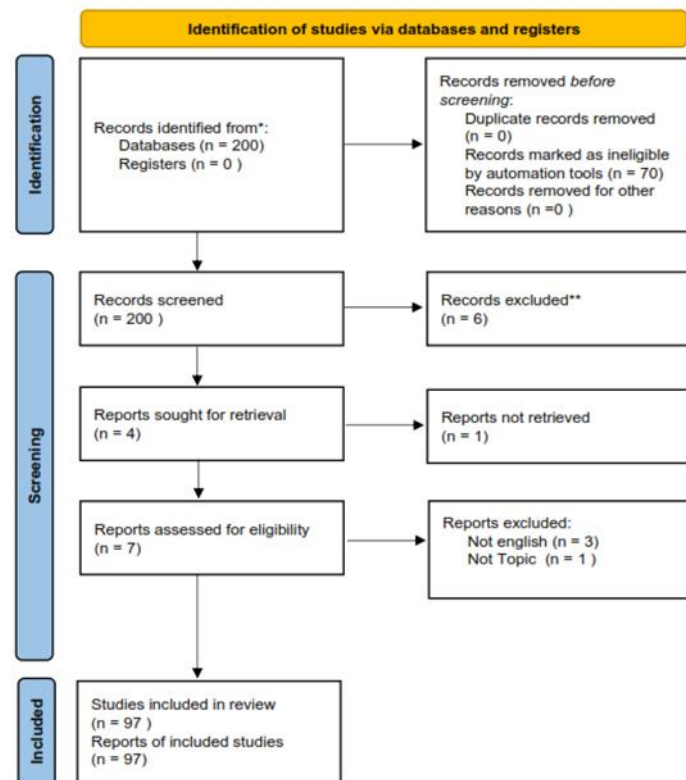 Identification of studies via databases and registers
Identification
Records identified from*:
Databases (n = 200)
Registers (n = 0 )
Records removed before
screening:
Duplicate records removed
(n = 0)
Records marked as ineligible
by automation tools (n = 70)
Records removed for other
reasons (n =0 )
Screening
Records screened
(n = 200 )
Records excluded**
(n = 6)
Reports sought for retrieval
(n = 4)
Reports not retrieved
(n = 1)
Reports assessed for eligibility
(n = 7)
Reports excluded:
Not english (n = 3)
Not Topic (n = 1 )
Included
Studies included in review
(n = 97 )
Reports of included studies
(n = 97)